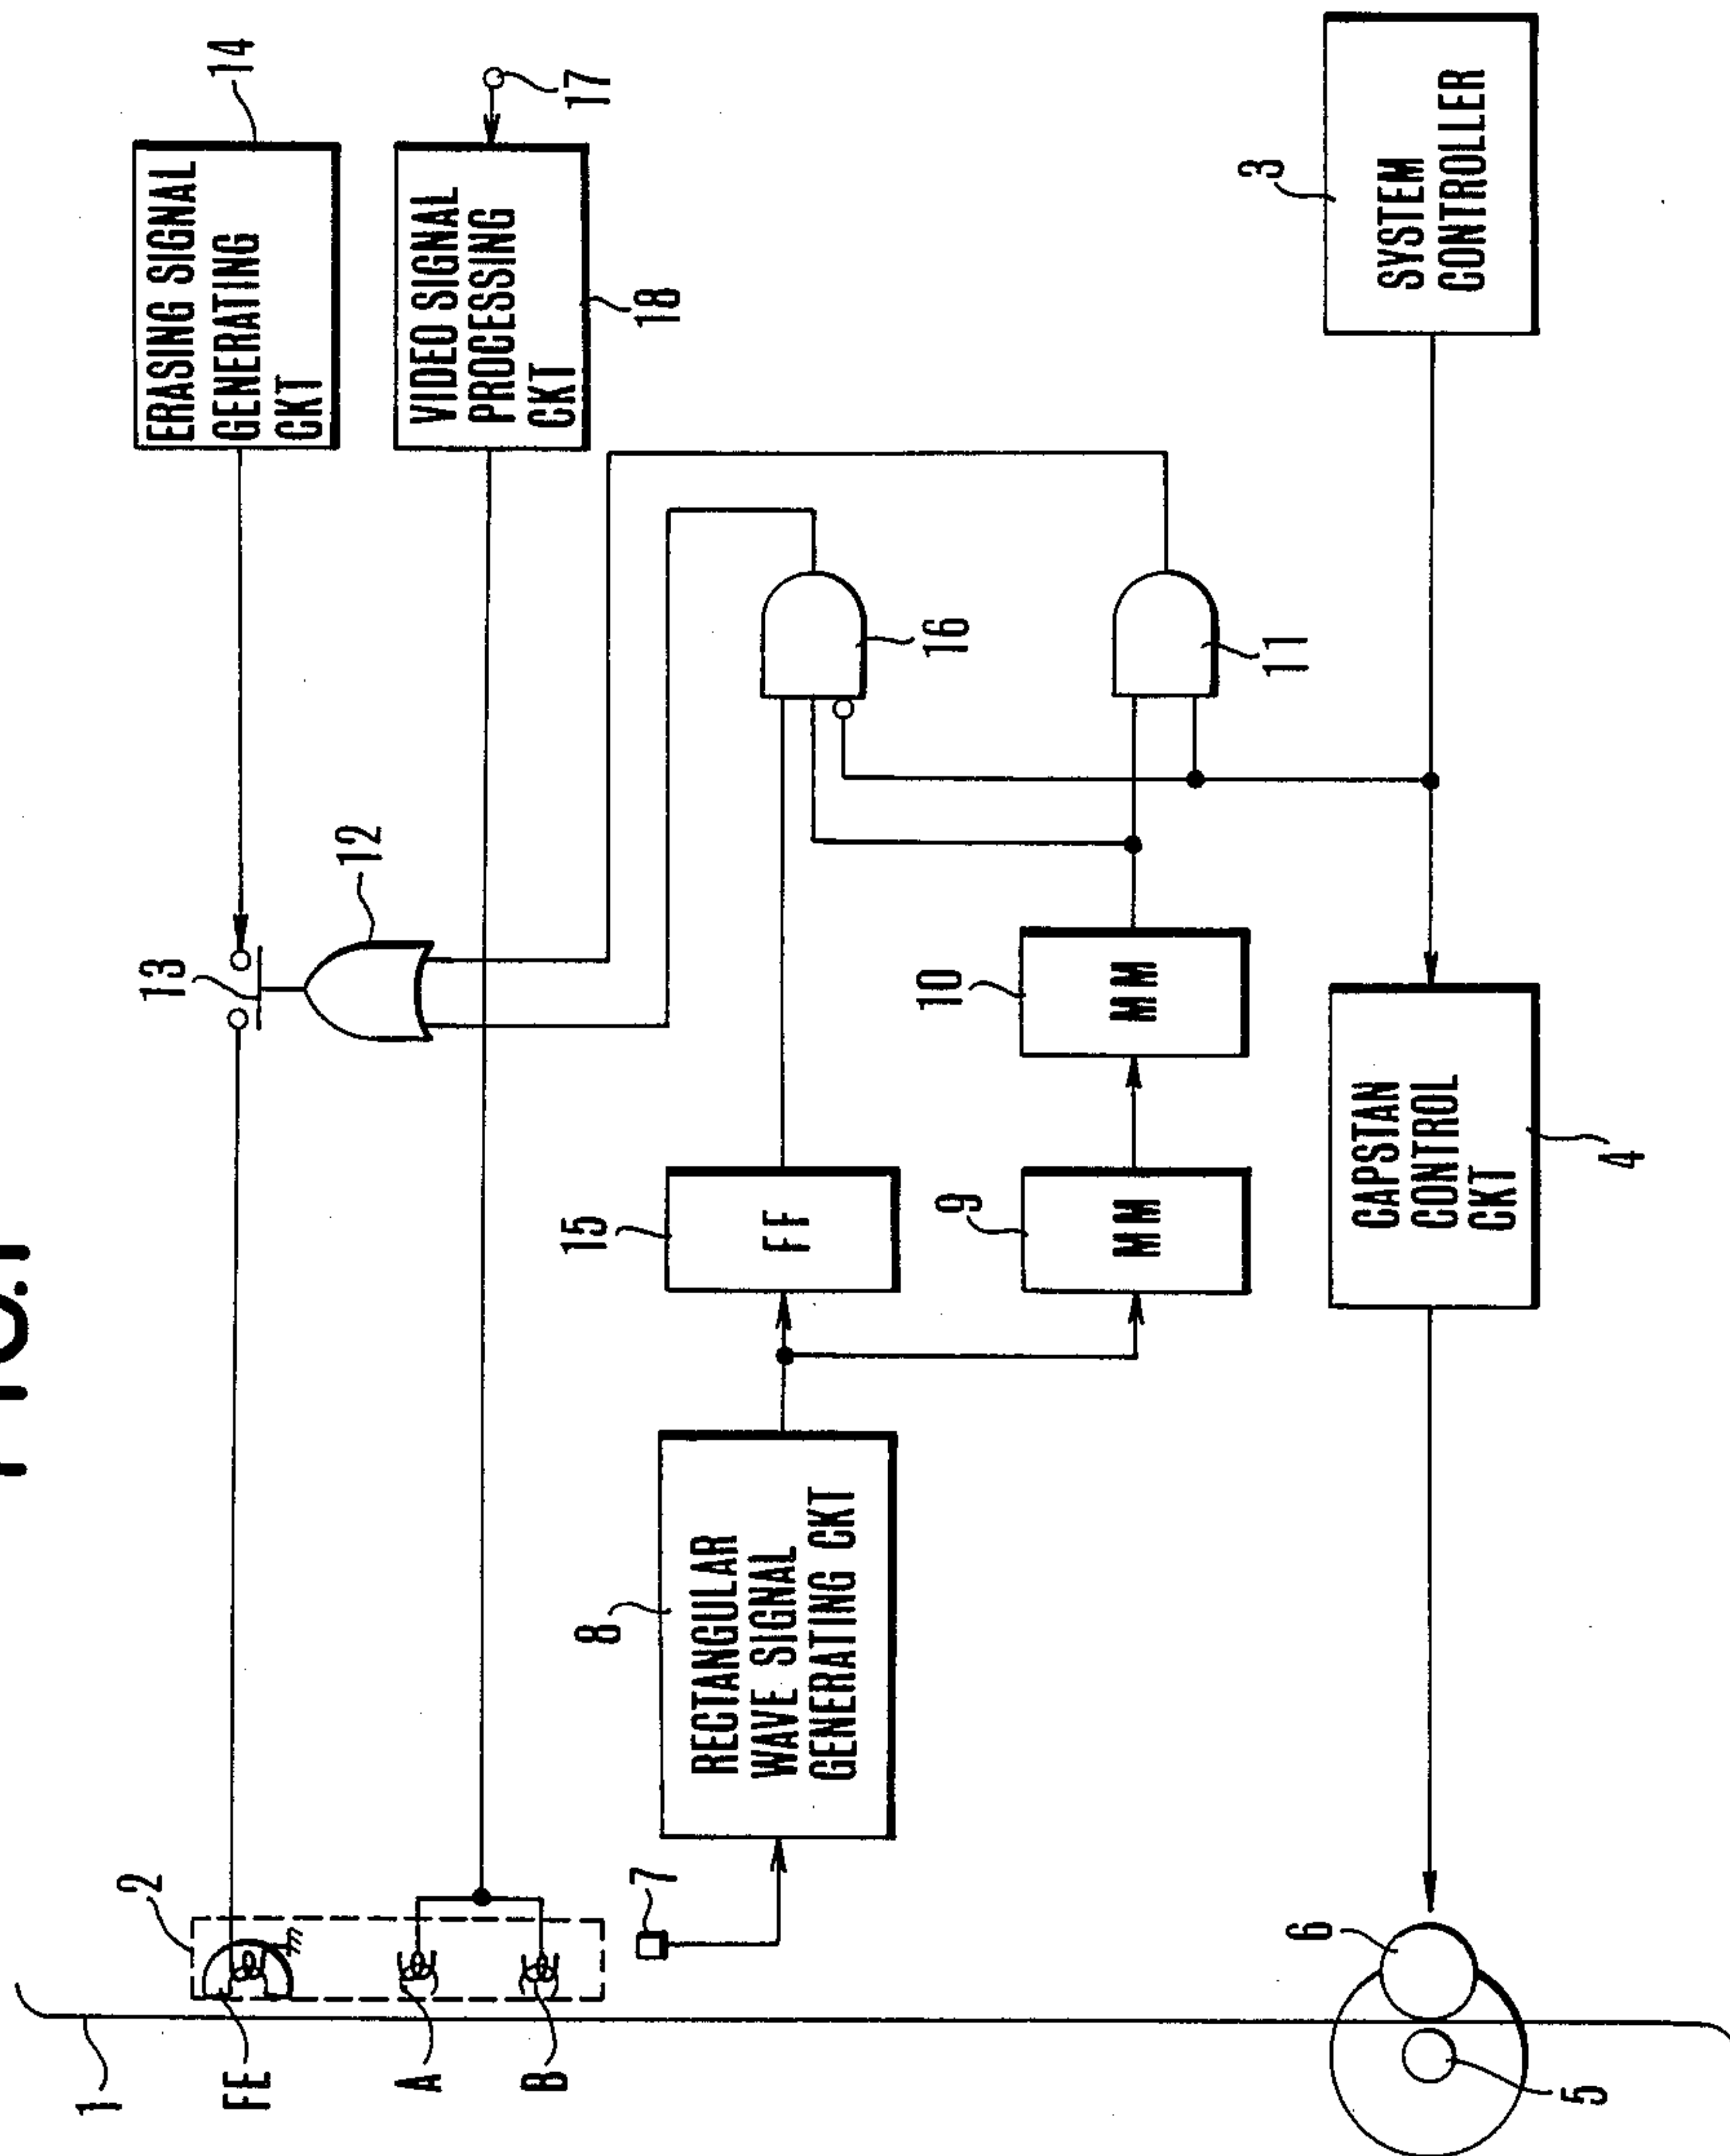 FIG.1
14
ERASING SIGNAL
GENERATING
CKT
17
VIDEO SIGNAL
PROCESSING
CKT
18
3
SYSTEM
CONTROLLER
13
12
16
11
10
MM
15
FF
9
MM
CAPSTAN
CONTROL
CKT
4
8
RECTANGULAR
WAVE SIGNAL
GENERATING CKT
2
7
6
1
FE
A
B
5